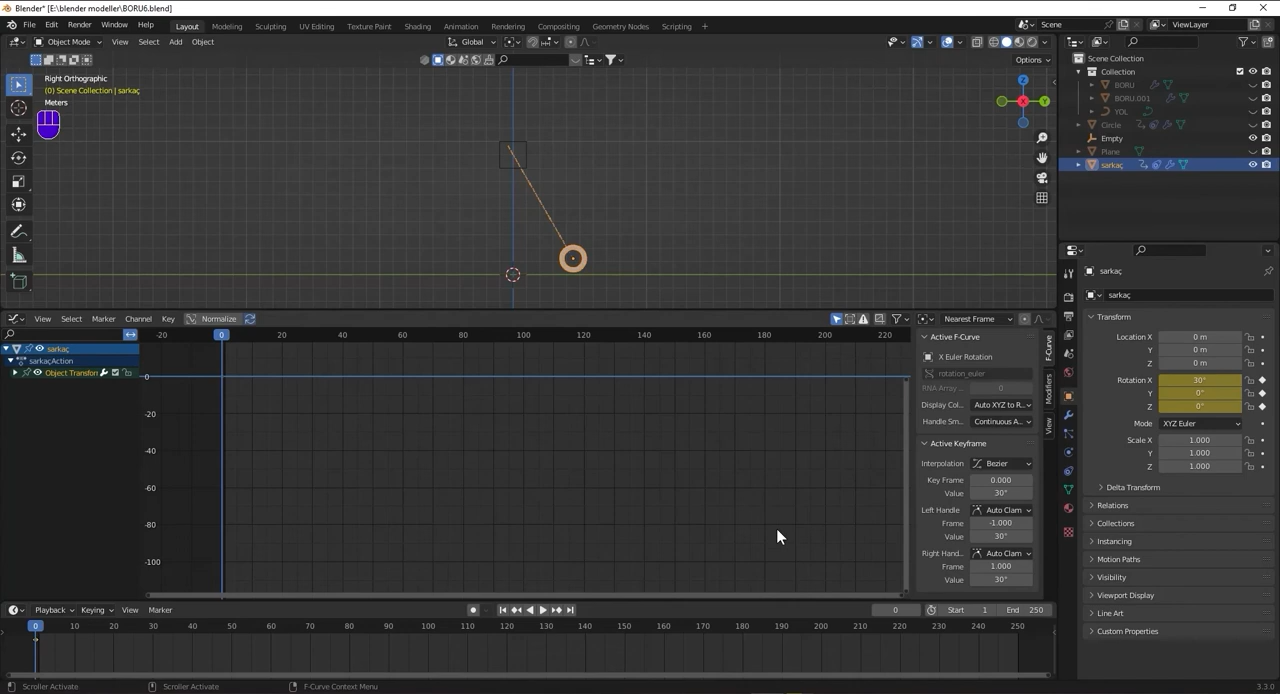 Blender* [E:\blender modeller\BORU6.blend]
File Edit Render Window Help Layout Modeling Sculpting UV Editing Texture Paint Shading Animation Rendering Compositing Geometry Nodes Scripting + Scene ViewLayer
Object Mode View Select Add Object Global
Options
Right Orthographic
(0) Scene Collection | sarkaç
Meters
Scene Collection
Collection
BORU
BORU.001
YOL
Circle
Empty
Plane
sarkaç
sarkaç
sarkaç
Transform
Location X 0 m
Y 0 m
Z 0 m
Rotation X 30°
Y 0°
Z 0°
Mode XYZ Euler
Scale X 1.000
Y 1.000
Z 1.000
Delta Transform
Relations
Collections
Instancing
Motion Paths
Visibility
Viewport Display
Line Art
Custom Properties
View Select Marker Channel Key Normalize Nearest Frame
-20 0 20 40 60 80 100 120 140 160 180 200 220
sarkaç
sarkaçAction
Object Transfor
0
-20
-40
-60
-80
-100
Active F-Curve
X Euler Rotation
rotation_euler
RNA Array ... 0
Display Col... Auto XYZ to R...
Handle Sm... Continuous A...
Active Keyframe
Interpolation Bezier
Key Frame 0.000
Value 30°
Left Handle Auto Clam
Frame -1.000
Value 30°
Right Hand... Auto Clam
Frame 1.000
Value 30°
F-Curve
Modifiers
View
Playback Keying View Marker 0 Start 1 End 250
0 10 20 30 40 50 60 70 80 90 100 110 120 130 140 150 160 170 180 190 200 210 220 230 240 250
Scroller Activate Scroller Activate F-Curve Context Menu 3.3.0